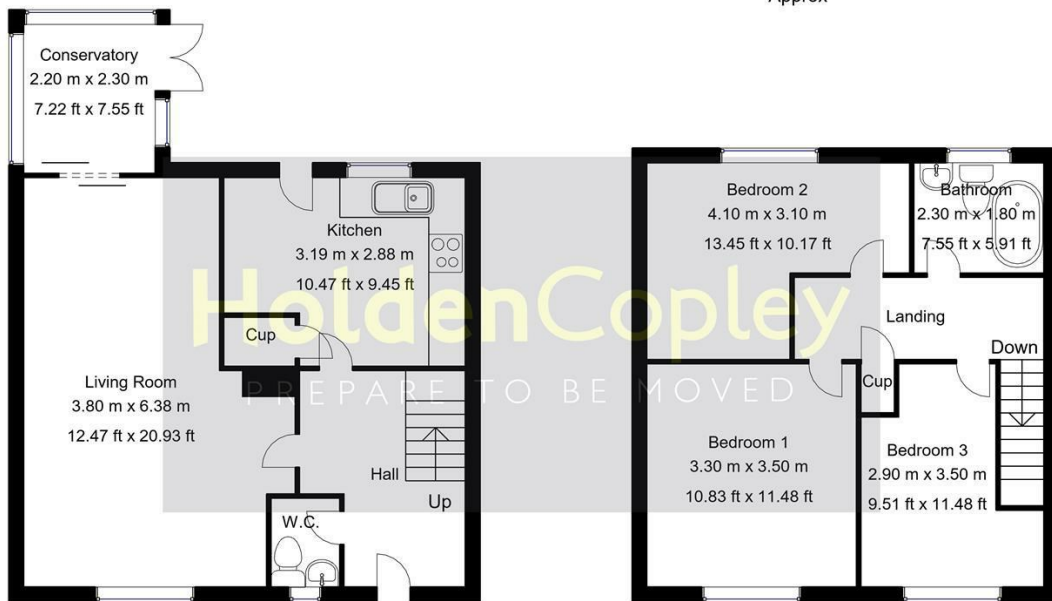 Approx
Conservatory
2.20 m x 2.30 m
7.22 ft x 7.55 ft
Kitchen
3.19 m x 2.88 m
10.47 ft x 9.45 ft
Cup
Living Room
3.80 m x 6.38 m
12.47 ft x 20.93 ft
Hall
Up
W.C.
Bedroom 2
4.10 m x 3.10 m
13.45 ft x 10.17 ft
Bathroom
2.30 m x 1.80 m
7.55 ft x 5.91 ft
Landing
Down
Cup
Bedroom 1
3.30 m x 3.50 m
10.83 ft x 11.48 ft
Bedroom 3
2.90 m x 3.50 m
9.51 ft x 11.48 ft
HoldenCopley
PREPARE TO BE MOVED